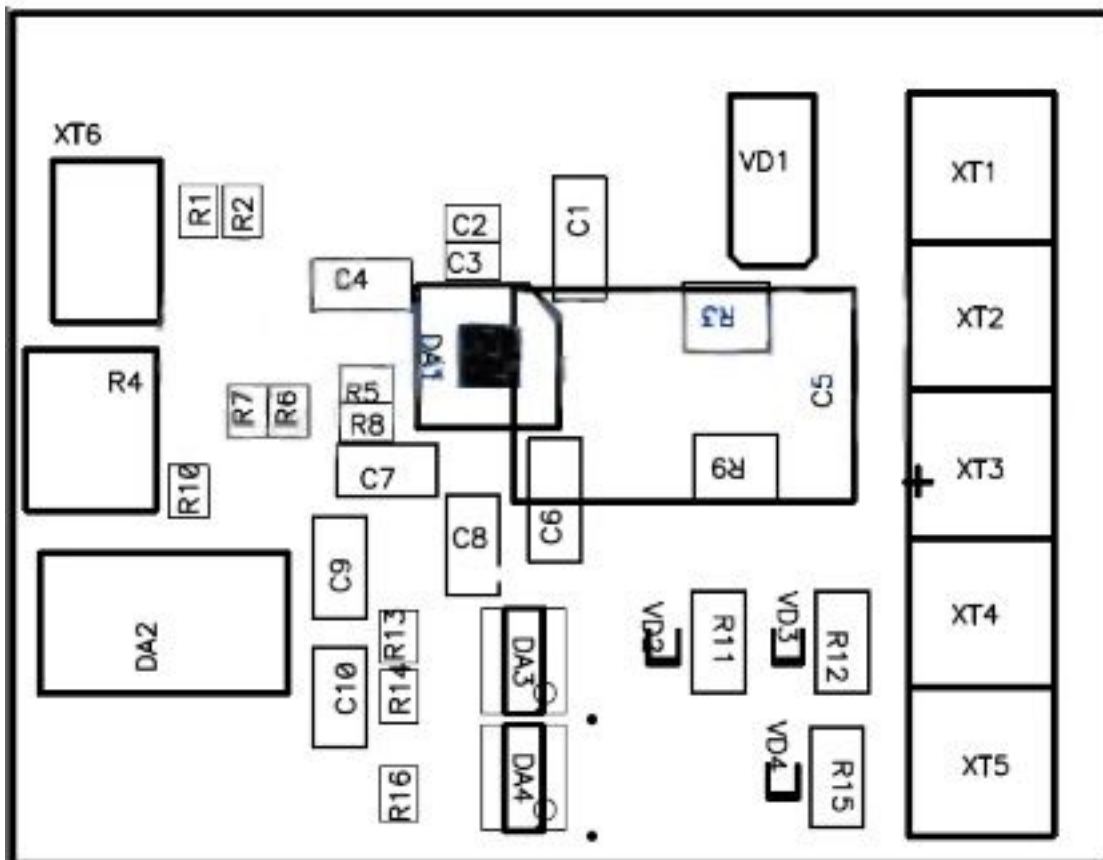 XT6
VD1
XT1
R1
R2
C2
C1
C3
C4
R3
XT2
DA1
R4
R5
C5
R7
R6
R8
R9
XT3
C7
R10
C8
C6
C9
VD2
VD3
R11
XT4
DA2
R13
DA3
R12
C10
R14
VD4
DA4
XT5
R16
R15